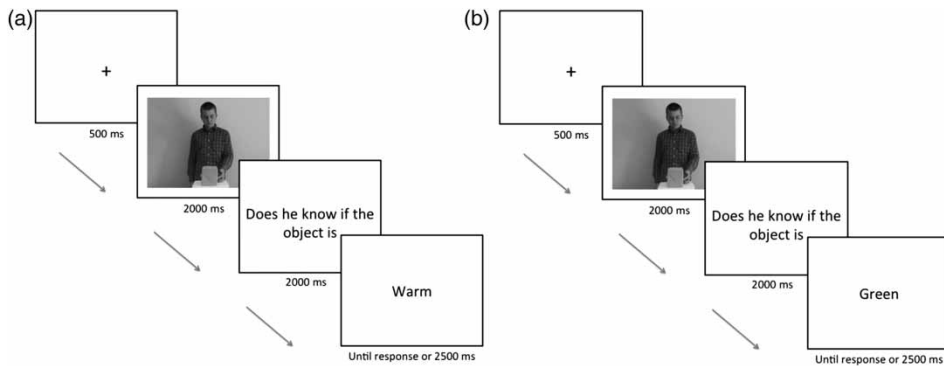 (a)
+
500 ms
2000 ms
Does he know if the
object is
2000 ms
Warm
Until response or 2500 ms
(b)
+
500 ms
2000 ms
Does he know if the
object is
2000 ms
Green
Until response or 2500 ms